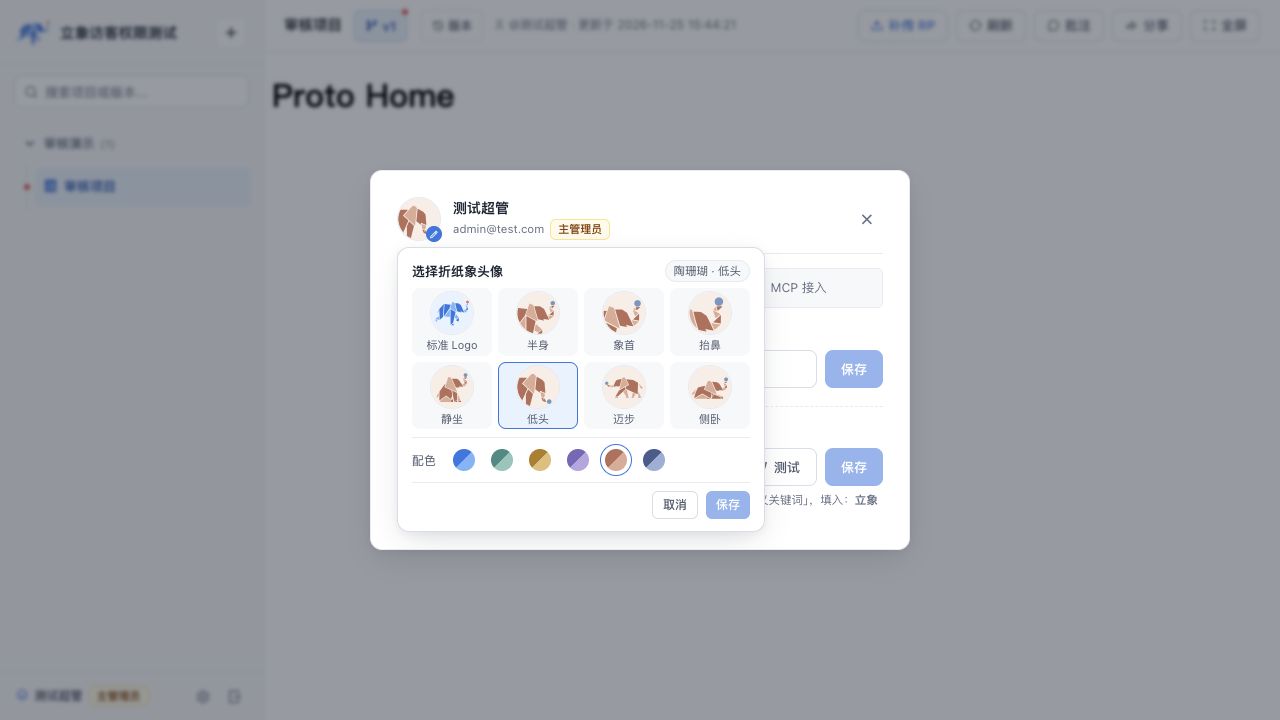 立象访客权限测试
审核项目
v1
版本
@测试超管 · 更新于 2026-11-25 15:44:21
补传 RP
刷新
批注
分享
全屏
搜索项目或版本...
审核演示 (1)
审核项目
Proto Home
测试超管
admin@test.com
主管理员
MCP 接入
选择折纸象头像
陶珊瑚 · 低头
标准 Logo
半身
象首
抬鼻
静坐
低头
迈步
侧卧
配色
取消
保存
保存
测试
保存
义关键词」，填入：立象
测试超管
主管理员